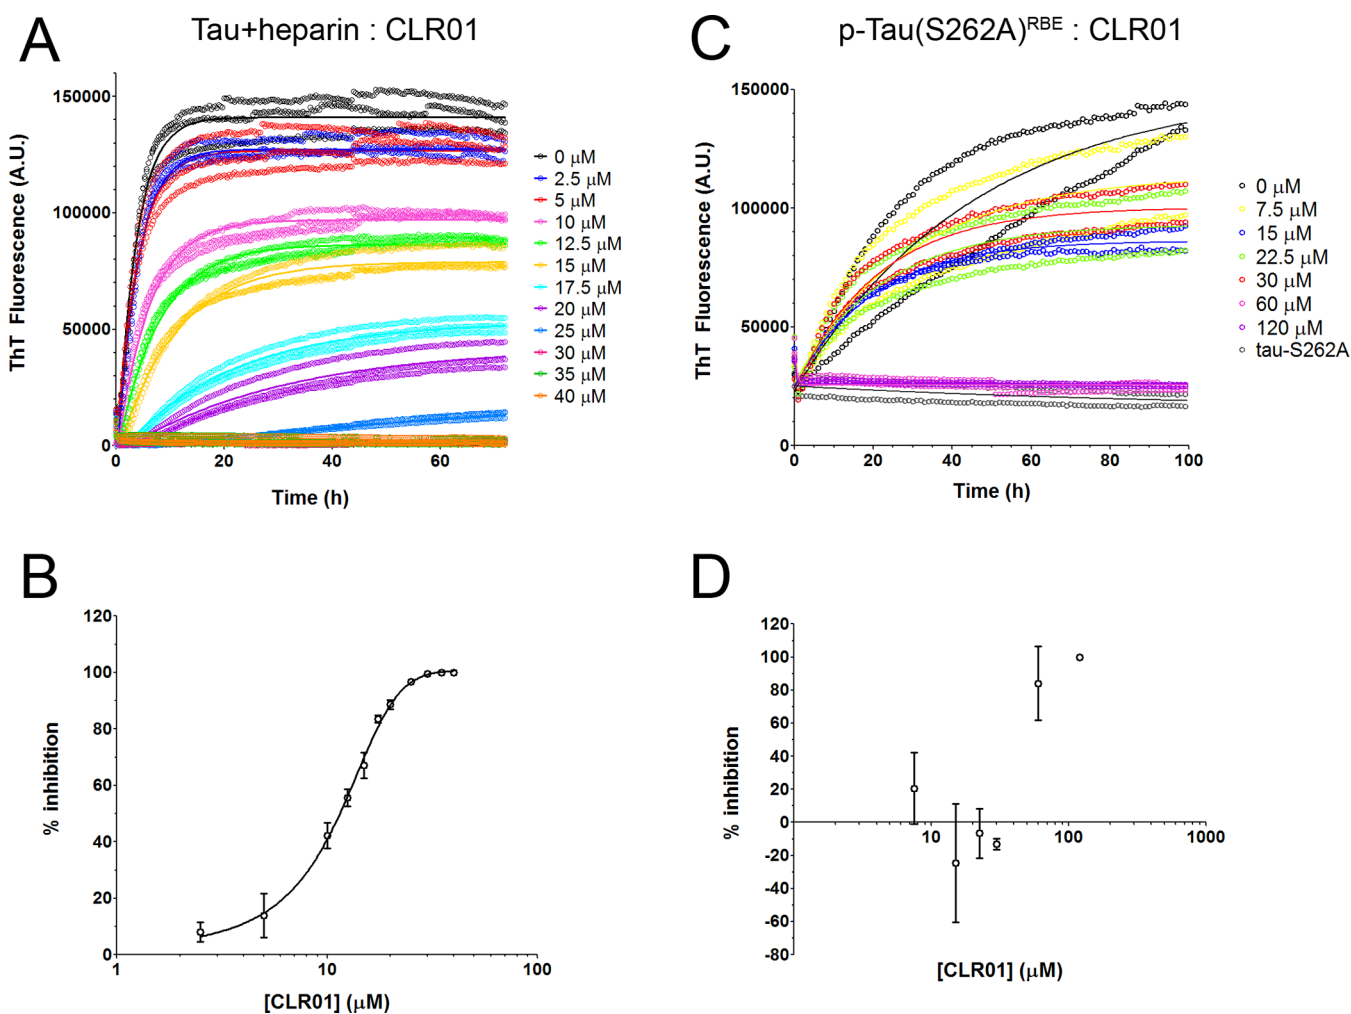 A
Tau+heparin : CLR01
150000
100000
50000
0
0
20
40
60
ThT Fluorescence (A.U.)
Time (h)
0 μM
2.5 μM
5 μM
10 μM
12.5 μM
15 μM
17.5 μM
20 μM
25 μM
30 μM
35 μM
40 μM
C
p-Tau(S262A)RBE : CLR01
150000
100000
50000
0
0
20
40
60
80
100
ThT Fluorescence (A.U.)
Time (h)
0 μM
7.5 μM
15 μM
22.5 μM
30 μM
60 μM
120 μM
tau-S262A
B
120
100
80
60
40
20
0
1
10
100
% inhibition
[CLR01] (μM)
D
120
100
80
60
40
20
0
-20
-40
-60
-80
10
100
1000
% inhibition
[CLR01] (μM)